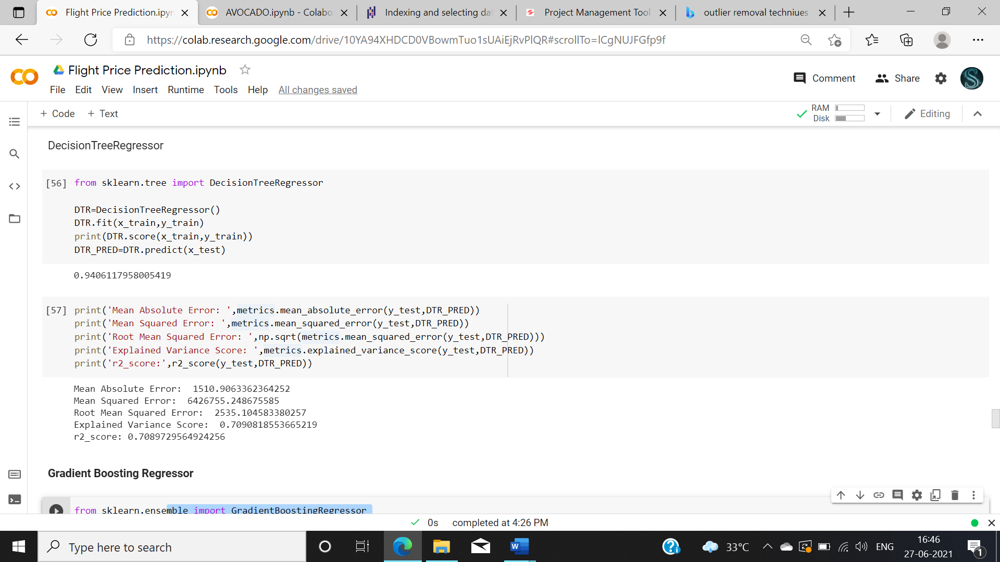 Flight Price Prediction.ipyn
AVOCADO.ipynb - Colabo
Indexing and selecting da
Project Management Tool
outlier removal techniues
https://colab.research.google.com/drive/10YA94XHDCD0VBowmTuo1sUAiEjRvPlQR#scrollTo=lCgNUJFGfp9f
Flight Price Prediction.ipynb
Comment Share
File Edit View Insert Runtime Tools Help All changes saved
+ Code + Text
RAM
Disk
Editing
DecisionTreeRegressor
[56] from sklearn.tree import DecisionTreeRegressor
DTR=DecisionTreeRegressor()
DTR.fit(x_train,y_train)
print(DTR.score(x_train,y_train))
DTR_PRED=DTR.predict(x_test)
0.9406117958005419
[57] print('Mean Absolute Error: ',metrics.mean_absolute_error(y_test,DTR_PRED))
print('Mean Squared Error: ',metrics.mean_squared_error(y_test,DTR_PRED))
print('Root Mean Squared Error: ',np.sqrt(metrics.mean_squared_error(y_test,DTR_PRED)))
print('Explained Variance Score: ',metrics.explained_variance_score(y_test,DTR_PRED))
print('r2_score:',r2_score(y_test,DTR_PRED))
Mean Absolute Error:  1510.9063362364252
Mean Squared Error:  6426755.248675585
Root Mean Squared Error:  2535.104583380257
Explained Variance Score:  0.7090818553665219
r2_score: 0.7089729564924256
Gradient Boosting Regressor
from sklearn.ensemble import GradientBoostingRegressor
0s completed at 4:26 PM
Type here to search
33°C
ENG
16:46
27-06-2021
1